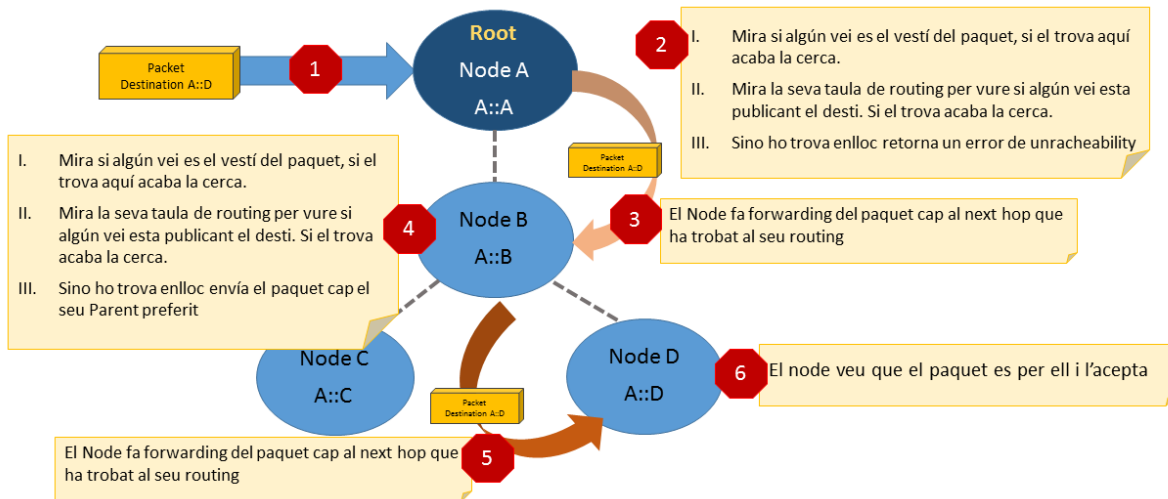 Packet
Destination A::D
1
Root
Node A
A::A
2
I. Mira si algún vei es el vestí del paquet, si el trova aquí
acaba la cerca.
II. Mira la seva taula de routing per vure si algún vei esta
publicant el desti. Si el trova acaba la cerca.
III. Sino ho trova enlloc retorna un error de unracheability
Packet
Destination A::D
3
El Node fa forwarding del paquet cap al next hop que
ha trobat al seu routing
I. Mira si algún vei es el vestí del paquet, si el
trova aquí acaba la cerca.
II. Mira la seva taula de routing per vure si
algún vei esta publicant el desti. Si el trova
acaba la cerca.
III. Sino ho trova enlloc envía el paquet cap el
seu Parent preferit
4
Node B
A::B
Node C
A::C
Packet
Destination A::D
Node D
A::D
6
El node veu que el paquet es per ell i l'acepta
El Node fa forwarding del paquet cap al next hop que
ha trobat al seu routing
5